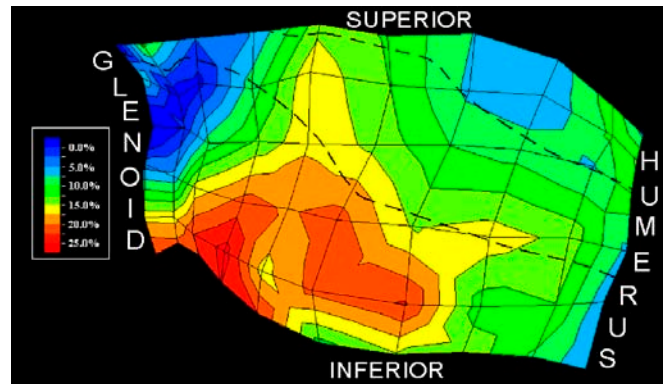 SUPERIOR
GLENOID
0.0%
5.0%
10.0%
15.0%
20.0%
25.0%
HUMERUS
INFERIOR